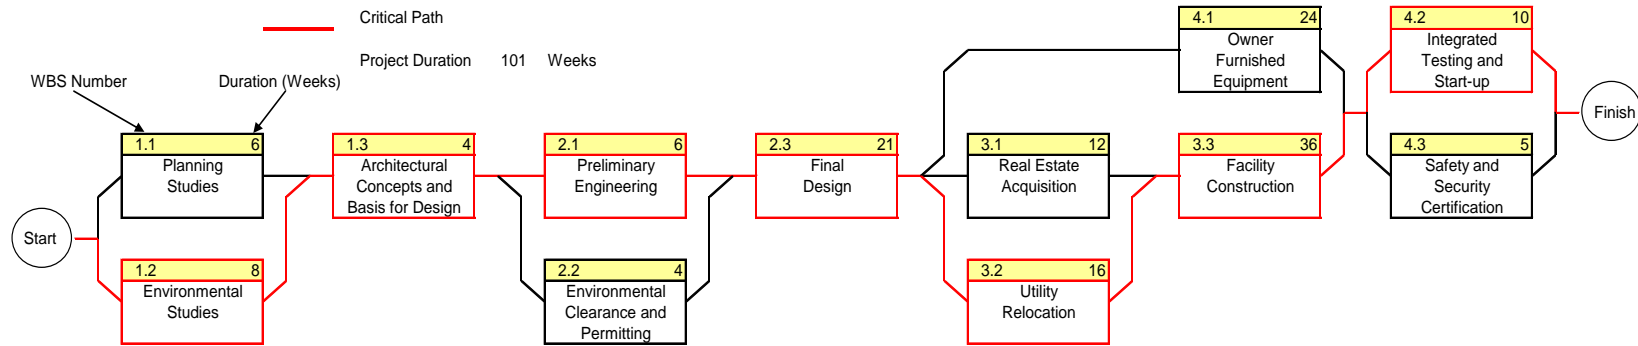 Critical Path
Project Duration 101 Weeks
WBS Number
Duration (Weeks)
Start
1.1 6
Planning
Studies
1.2 8
Environmental
Studies
1.3 4
Architectural
Concepts and
Basis for Design
2.1 6
Preliminary
Engineering
2.2 4
Environmental
Clearance and
Permitting
2.3 21
Final
Design
3.1 12
Real Estate
Acquisition
3.2 16
Utility
Relocation
4.1 24
Owner
Furnished
Equipment
3.3 36
Facility
Construction
4.2 10
Integrated
Testing and
Start-up
4.3 5
Safety and
Security
Certification
Finish